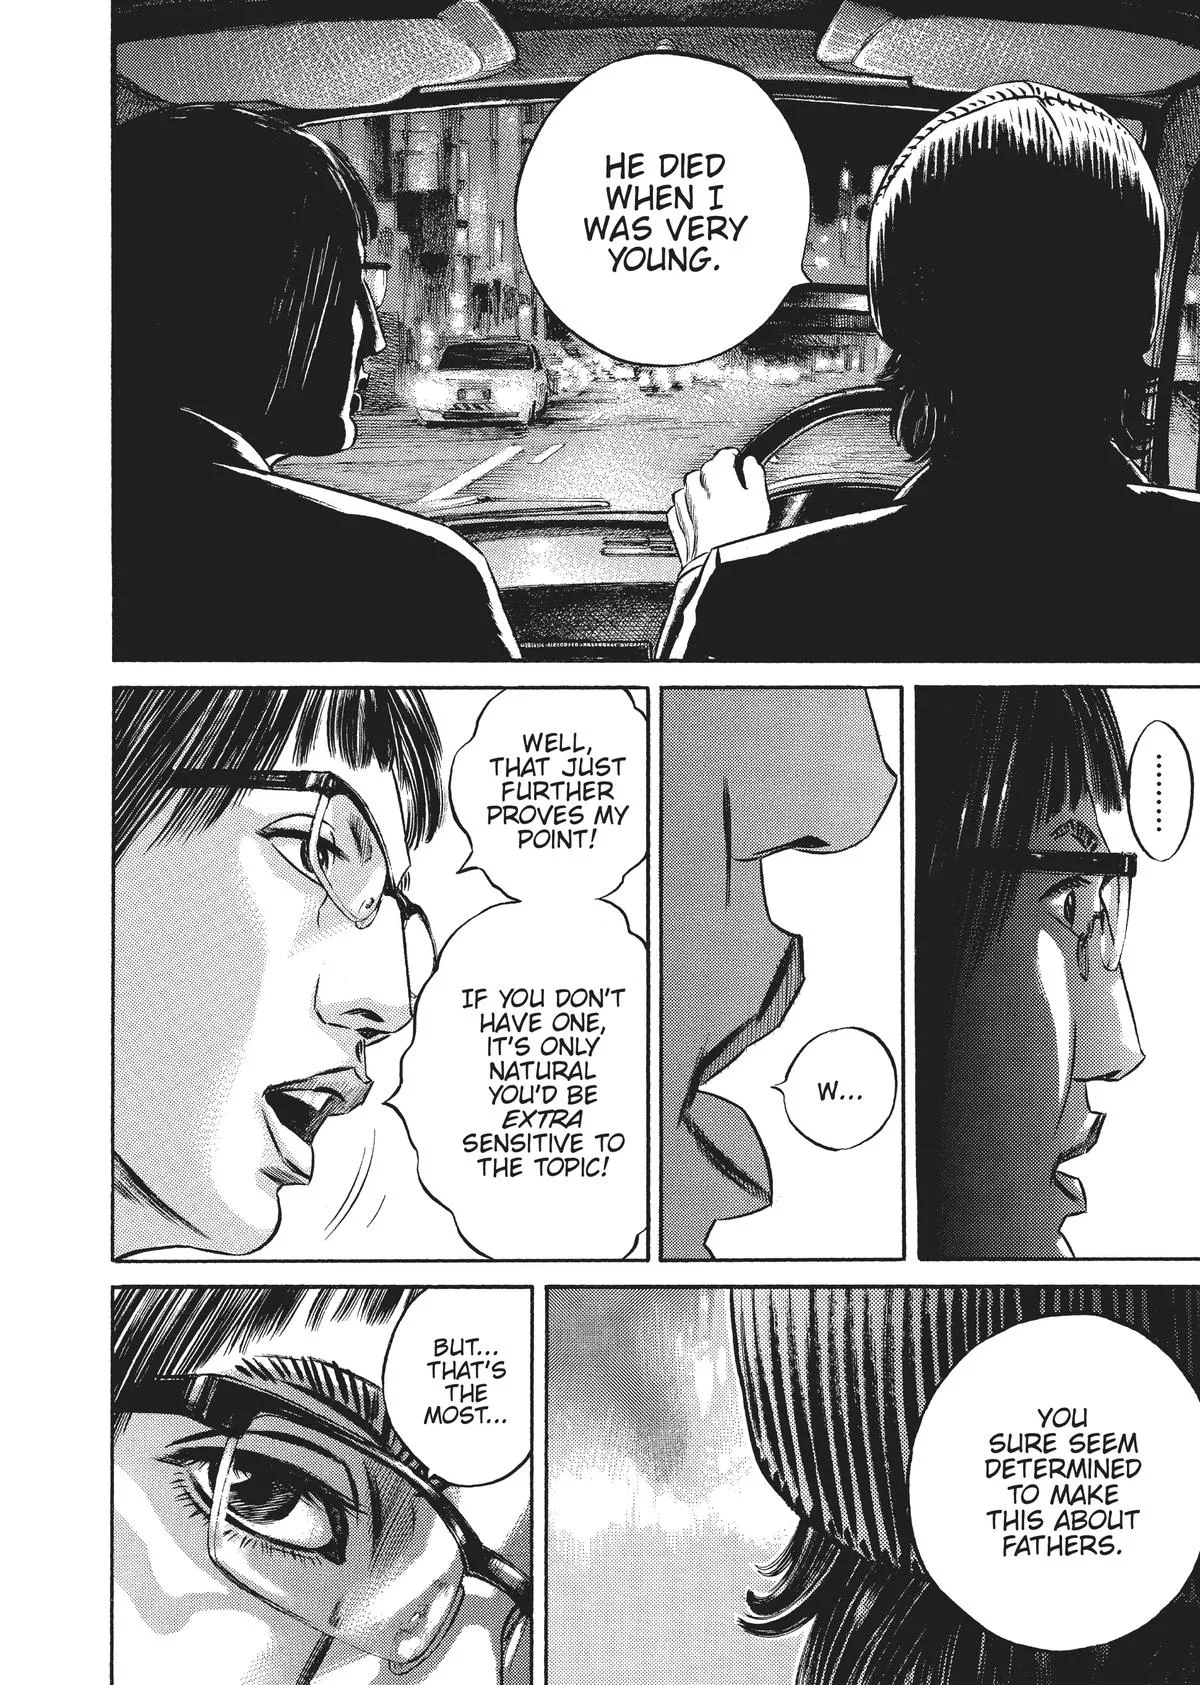 HE DIED
WHEN I
WAS VERY
YOUNG.
.........
W...
WELL,
THAT JUST
FURTHER
PROVES MY
POINT!
IF YOU DON'T
HAVE ONE,
IT'S ONLY
NATURAL
YOU'D BE
EXTRA
SENSITIVE TO
THE TOPIC!
YOU
SURE SEEM
DETERMINED
TO MAKE
THIS ABOUT
FATHERS.
BUT...
THAT'S
THE
MOST...